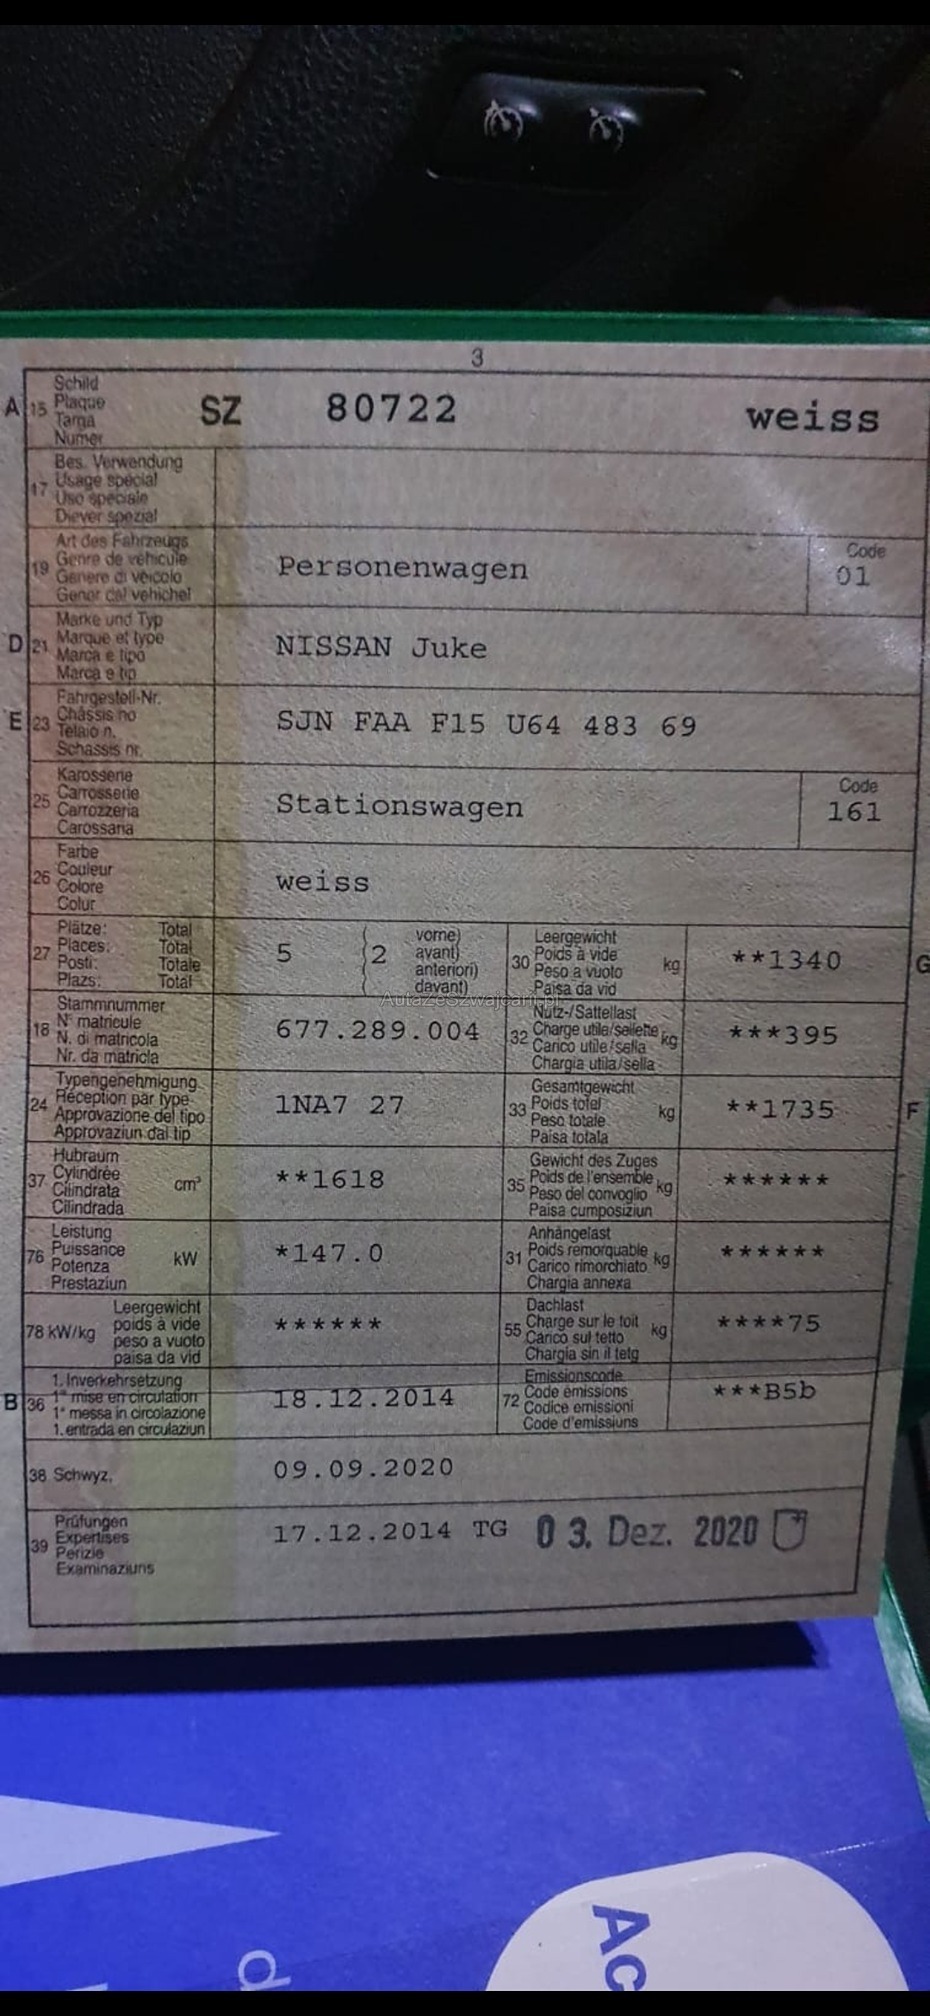 3
A 15 Schild
Plaque
Targa
Numer
SZ 80722 weiss
17 Bes. Verwendung
Usage spécial
Uso speciale
Diever spezial
19 Art des Fahrzeugs
Genre de véhicule
Genere di veicolo
Gener dal vehichel
Personenwagen
Code
01
D 21 Marke und Typ
Marque et type
Marca e tipo
Marca e tip
NISSAN Juke
E 23 Fahrgestell-Nr.
Châssis no
Telaio n.
Schassis nr.
SJN FAA F15 U64 483 69
25 Karosserie
Carrosserie
Carrozzeria
Carossaria
Stationswagen
Code
161
26 Farbe
Couleur
Colore
Colur
weiss
27 Plätze: Total
Places: Total
Posti: Totale
Plazs: Total
5 (2 vorne)
avant)
anteriori)
davant)
30 Leergewicht
Poids à vide
Peso a vuoto
Paisa da vid
kg
**1340
G
AutaZeSzwajcarii.pl
18 Stammnummer
N° matricule
N. di matricola
Nr. da matricla
677.289.004
32 Nutz-/Sattellast
Charge utile/sellette
Carico utile/sella
Chargia utila/sella
kg
***395
24 Typengenehmigung
Réception par type
Approvazione del tipo
Approvaziun dal tip
1NA7 27
33 Gesamtgewicht
Poids total
Peso totale
Paisa totala
kg
**1735
F
37 Hubraum
Cylindrée
Cilindrata
Cilindrada
cm³
**1618
35 Gewicht des Zuges
Poids de l'ensemble
Peso del convoglio
Paisa cumposiziun
kg
******
76 Leistung
Puissance
Potenza
Prestaziun
kW
*147.0
31 Anhängelast
Poids remorquable
Carico rimorchiato
Chargia annexa
kg
******
78 kW/kg Leergewicht
poids à vide
peso a vuoto
paisa da vid
******
55 Dachlast
Charge sur le toit
Carico sul tetto
Chargia sin il tetg
kg
****75
B 36 1. Inverkehrsetzung
1re mise en circulation
1a messa in circolazione
1. entrada en circulaziun
18.12.2014
72 Emissionscode
Code émissions
Codice emissioni
Code d'emissiuns
***B5b
38 Schwyz, 09.09.2020
39 Prüfungen
Expertises
Perizie
Examinaziuns
17.12.2014 TG 03. Dez. 2020
d
Ac